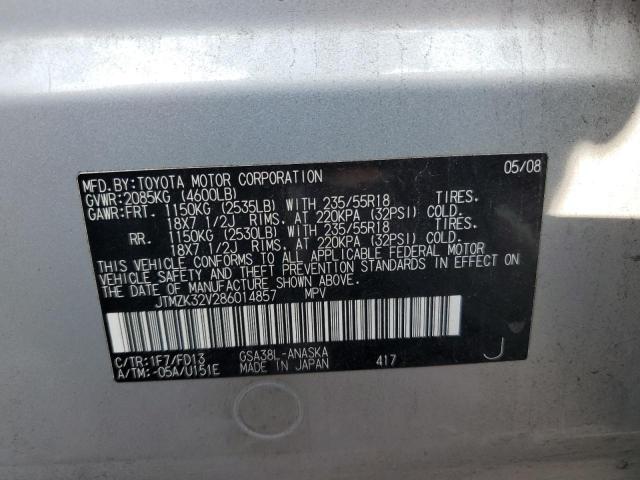 MFD.BY:TOYOTA MOTOR CORPORATION 05/08
GVWR:2085KG (4600LB)
GAWR:FRT. 1150KG (2535LB) WITH 235/55R18 TIRES.
18X7 1/2J RIMS. AT 220KPA (32PSI) COLD.
RR. 1150KG (2530LB) WITH 235/55R18 TIRES.
18X7 1/2J RIMS. AT 220KPA (32PSI) COLD.
THIS VEHICLE CONFORMS TO ALL APPLICABLE FEDERAL MOTOR
VEHICLE SAFETY AND THEFT PREVENTION STANDARDS IN EFFECT
ON THE DATE OF MANUFACTURE SHOWN ABOVE.
JTMZK32V286014857 MPV
C/TR:1F7/FD13 GSA38L-ANASKA
A/TM:-05A/U151E MADE IN JAPAN 417 J